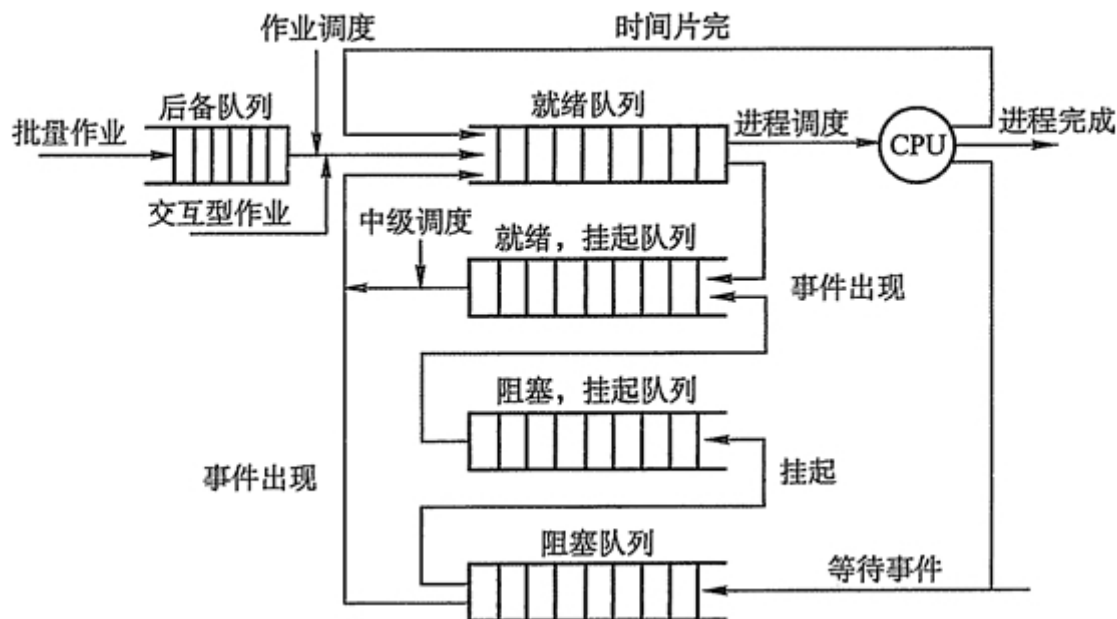 作业调度
时间片完
后备队列
就绪队列
批量作业
进程调度
CPU
进程完成
交互型作业
中级调度
就绪，挂起队列
事件出现
阻塞，挂起队列
事件出现
挂起
阻塞队列
等待事件